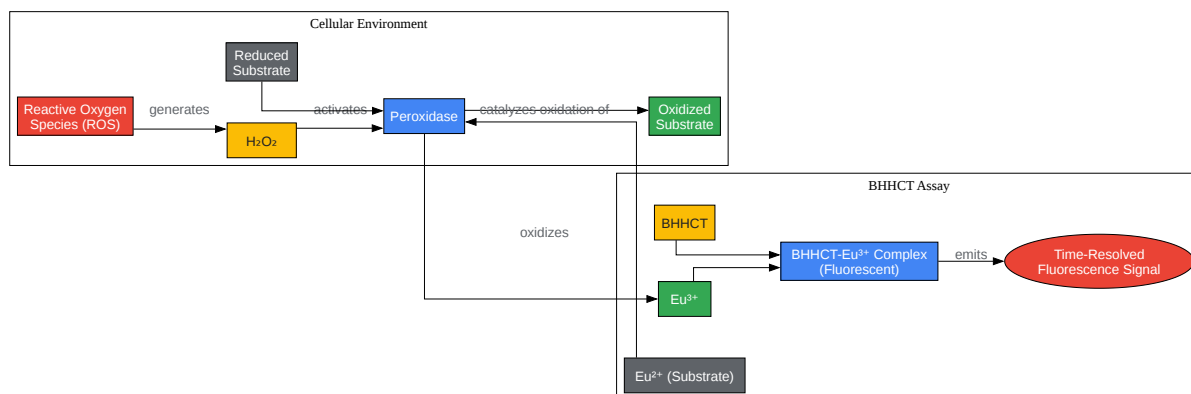 Cellular Environment
Reduced
Substrate
Reactive Oxygen
Species (ROS)
generates
activates
Peroxidase
catalyzes oxidation of
Oxidized
Substrate
H₂O₂
BHHCT Assay
BHHCT
oxidizes
BHHCT-Eu³⁺ Complex
(Fluorescent)
emits
Time-Resolved
Fluorescence Signal
Eu³⁺
Eu²⁺ (Substrate)